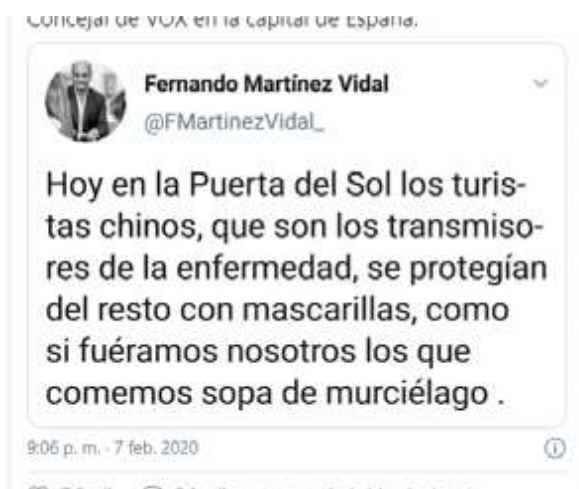 Concejal de VOX en la capital de España.
Fernando Martínez Vidal
@FMartinezVidal_
Hoy en la Puerta del Sol los turis-
tas chinos, que son los transmiso-
res de la enfermedad, se protegían
del resto con mascarillas, como
si fuéramos nosotros los que
comemos sopa de murciélago .
9:06 p. m. · 7 feb. 2020